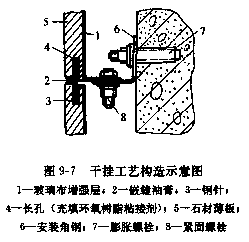 5
4
1
2
3
6
7
8
图 9-7 干挂工艺构造示意图
1—玻璃布增强层；2—嵌缝油膏；3—钢针；
4—长孔（充填环氧树脂粘接剂）；5—石材薄板；
6—安装角钢；7—膨胀螺栓；8—紧固螺栓